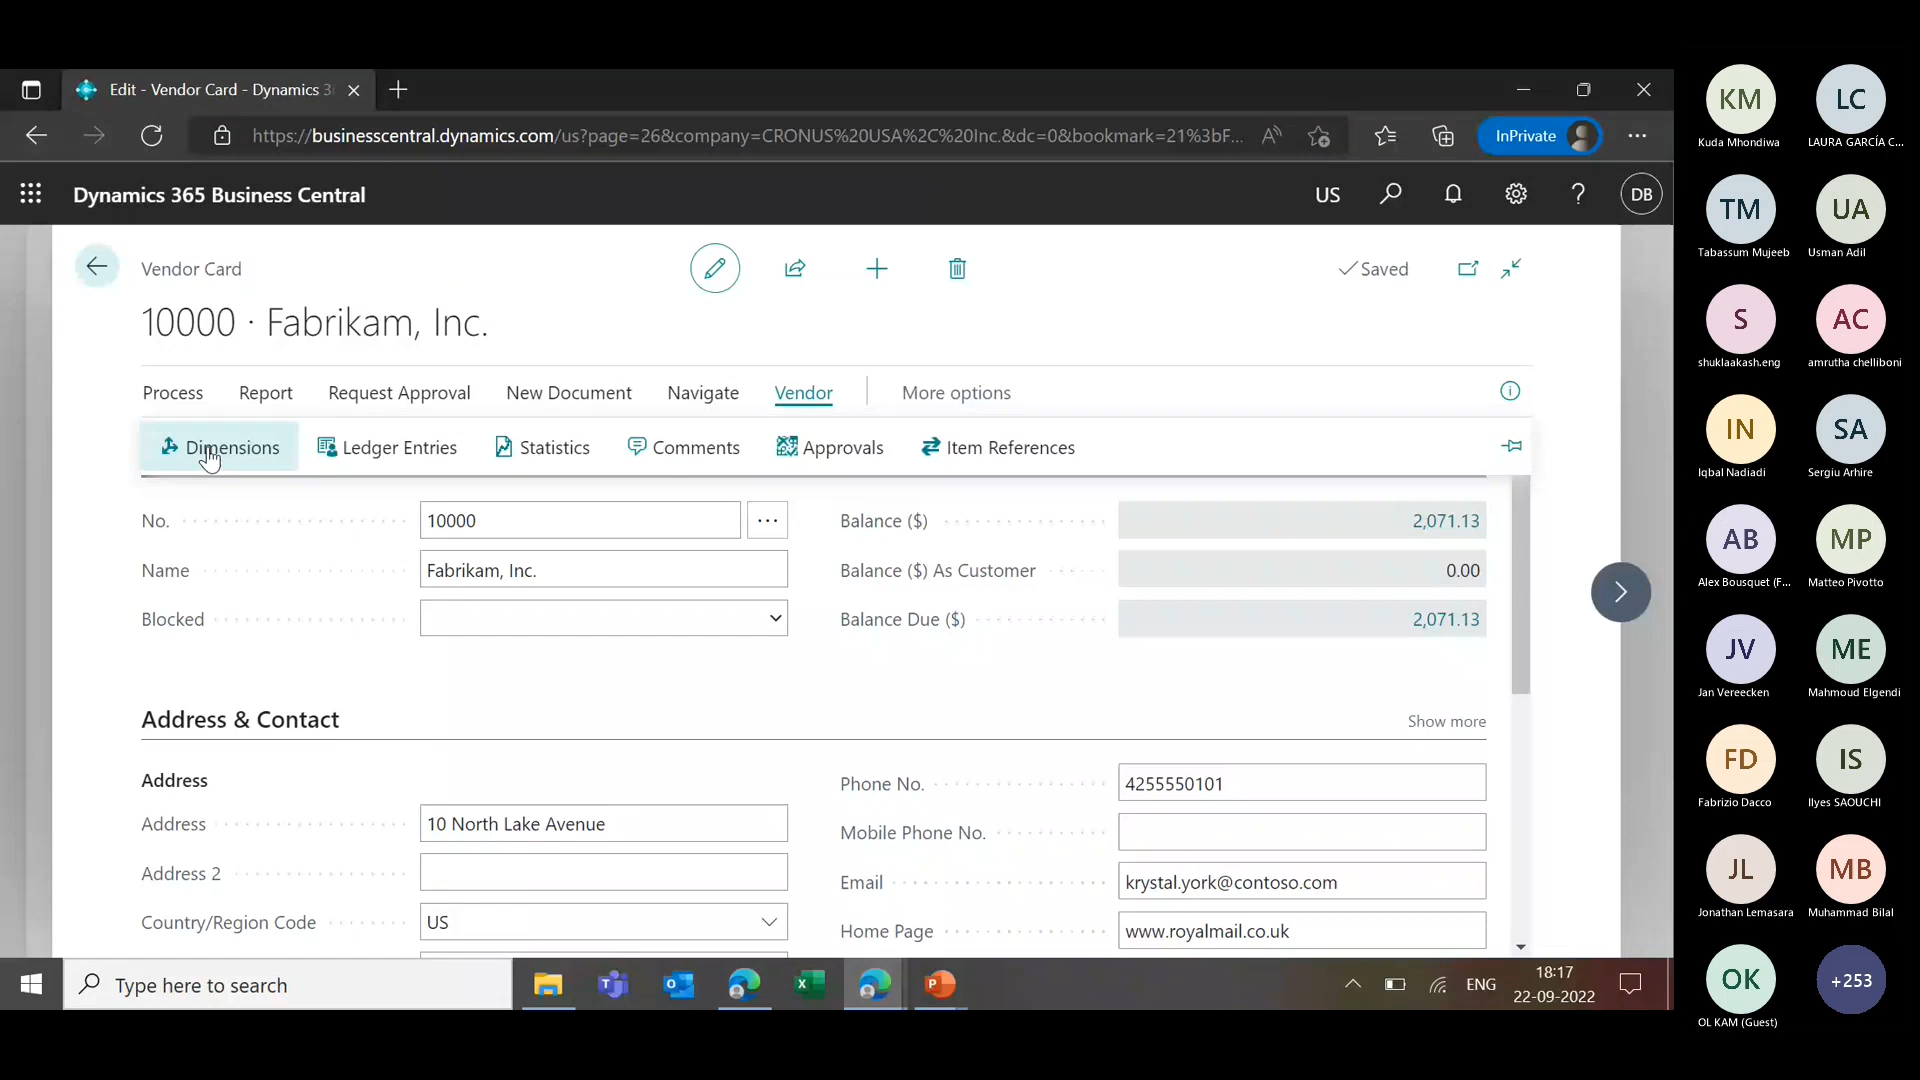 Edit - Vendor Card - Dynamics 3
https://businesscentral.dynamics.com/us?page=26&company=CRONUS%20USA%2C%20Inc.&dc=0&bookmark=21%3bF...
InPrivate
Dynamics 365 Business Central
US
DB
Vendor Card
Saved
10000 · Fabrikam, Inc.
Process Report Request Approval New Document Navigate Vendor More options
Dimensions Ledger Entries Statistics Comments Approvals Item References
No. 10000 ...
Balance ($) 2,071.13
Name Fabrikam, Inc.
Balance ($) As Customer 0.00
Blocked
Balance Due ($) 2,071.13
Address & Contact
Show more
Address
Phone No. 4255550101
Address 10 North Lake Avenue
Mobile Phone No.
Address 2
Email krystal.york@contoso.com
Country/Region Code US
Home Page www.royalmail.co.uk
Type here to search
ENG
18:17
22-09-2022
KM LC
Kuda Mhondiwa LAURA GARCÍA C...
TM UA
Tabassum Mujeeb Usman Adil
S AC
shuklaakash.eng amrutha chelliboni
IN SA
Iqbal Nadiadi Sergiu Arhire
AB MP
Alex Bousquet (F... Matteo Pivotto
JV ME
Jan Vereecken Mahmoud Elgendi
FD IS
Fabrizio Dacco Ilyes SAOUCHI
JL MB
Jonathan Lemasara Muhammad Bilal
OK +253
OL KAM (Guest)